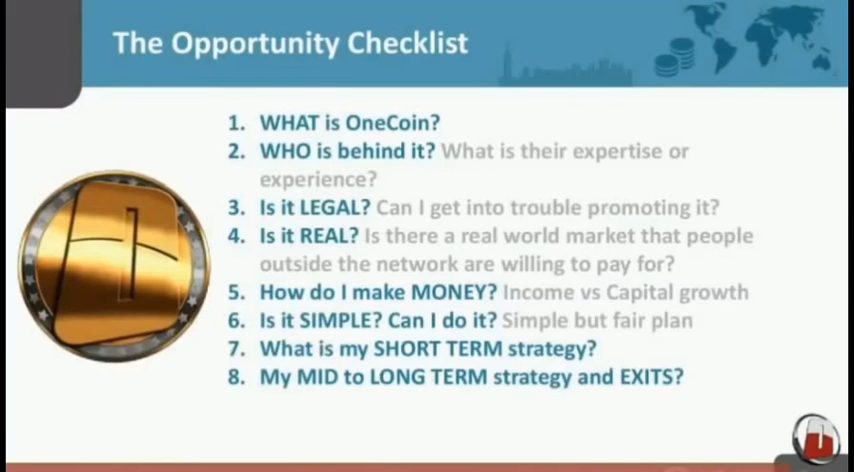 The Opportunity Checklist
1. WHAT is OneCoin?
2. WHO is behind it? What is their expertise or
experience?
3. Is it LEGAL? Can I get into trouble promoting it?
4. Is it REAL? Is there a real world market that people
outside the network are willing to pay for?
5. How do I make MONEY? Income vs Capital growth
6. Is it SIMPLE? Can I do it? Simple but fair plan
7. What is my SHORT TERM strategy?
8. My MID to LONG TERM strategy and EXITS?